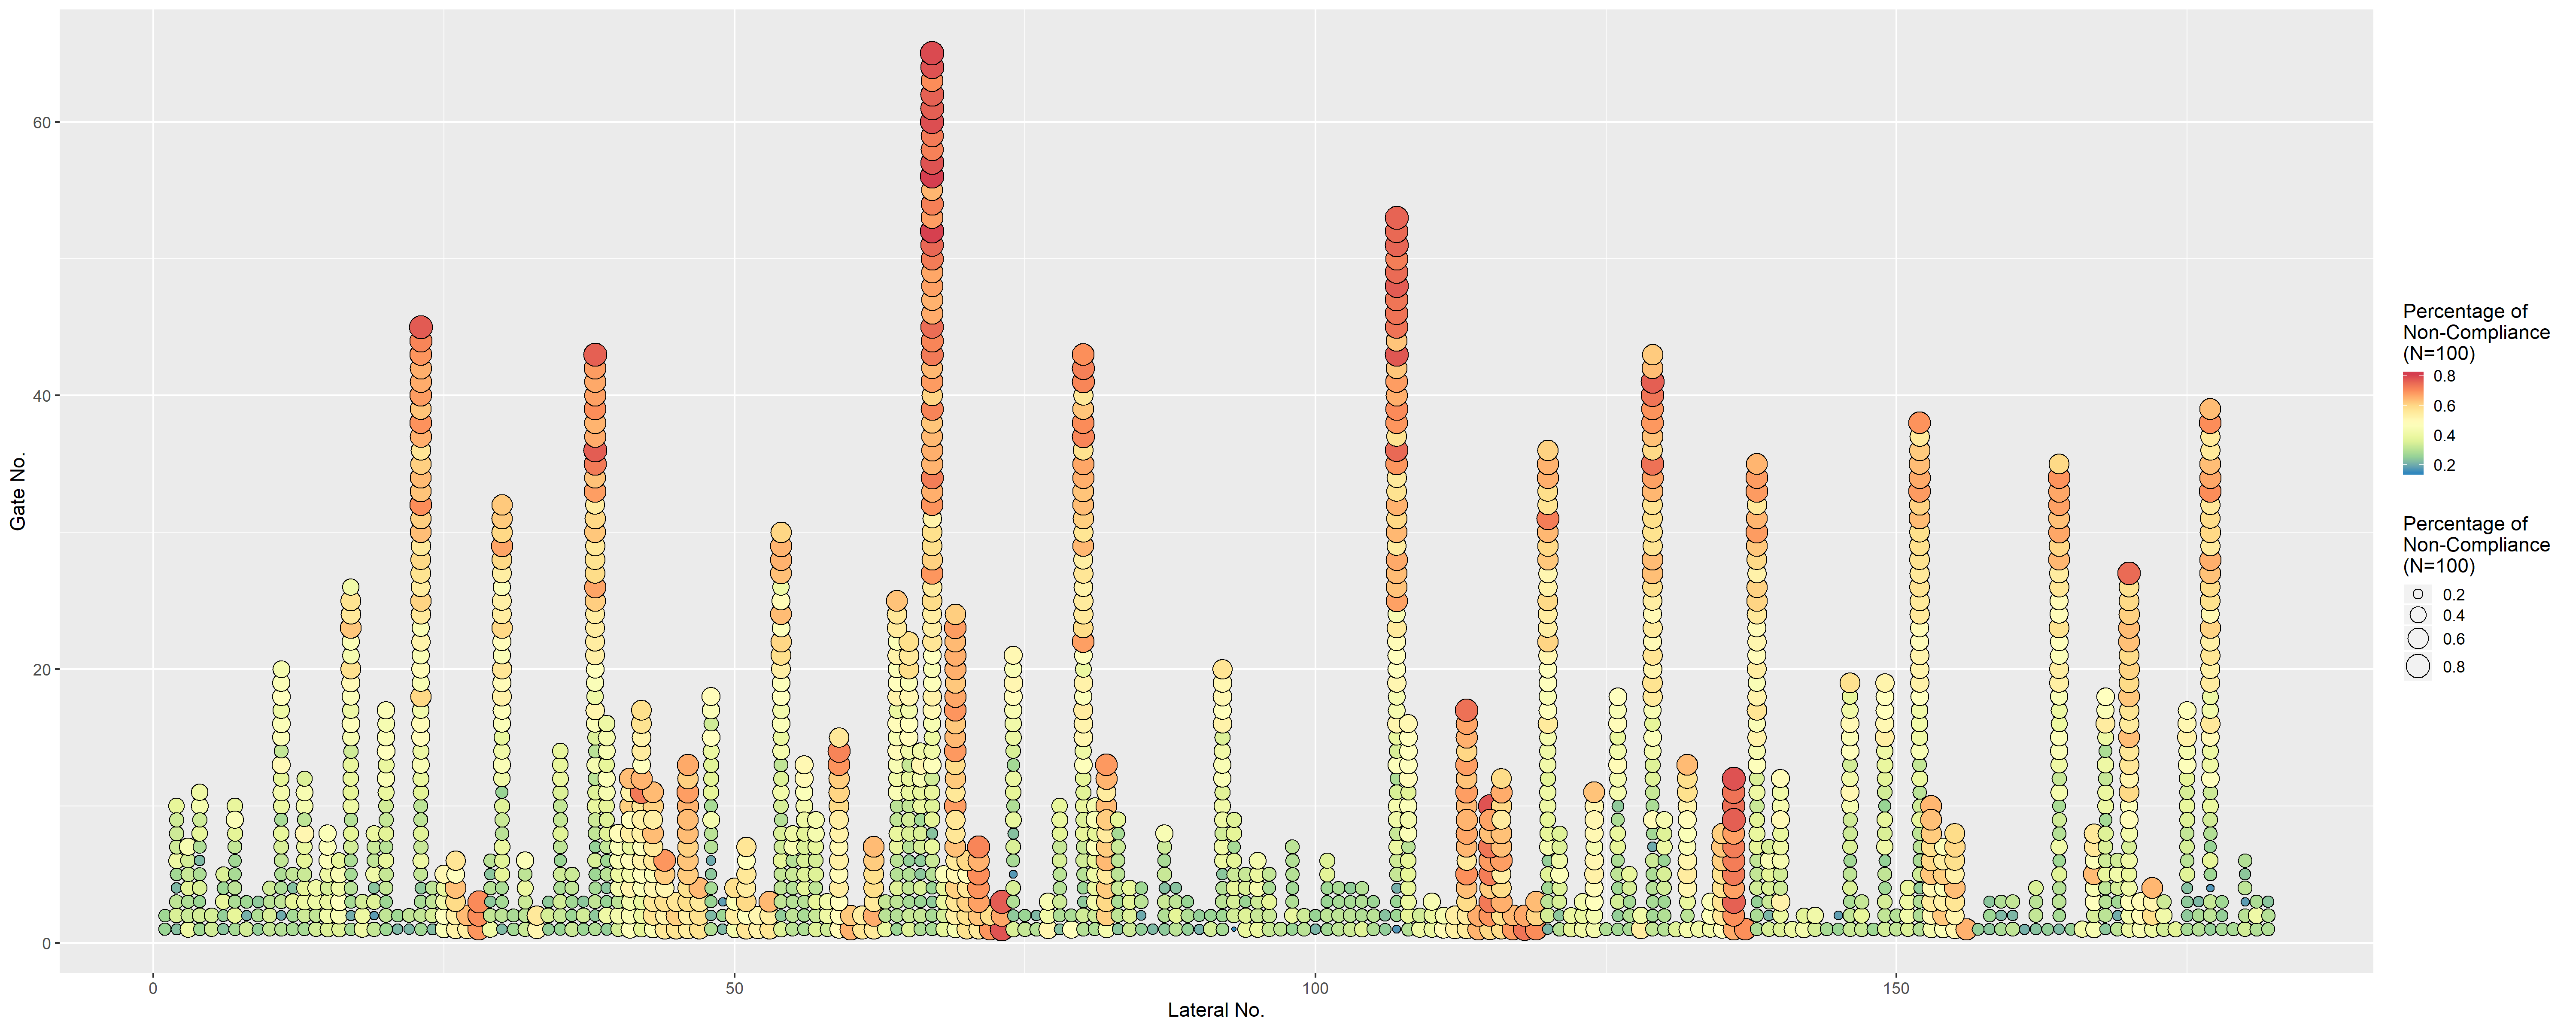 60
40
20
0
Gate No.
0
50
100
150
Lateral No.
Percentage of
Non-Compliance
(N=100)
0.8
0.6
0.4
0.2
Percentage of
Non-Compliance
(N=100)
0.2
0.4
0.6
0.8